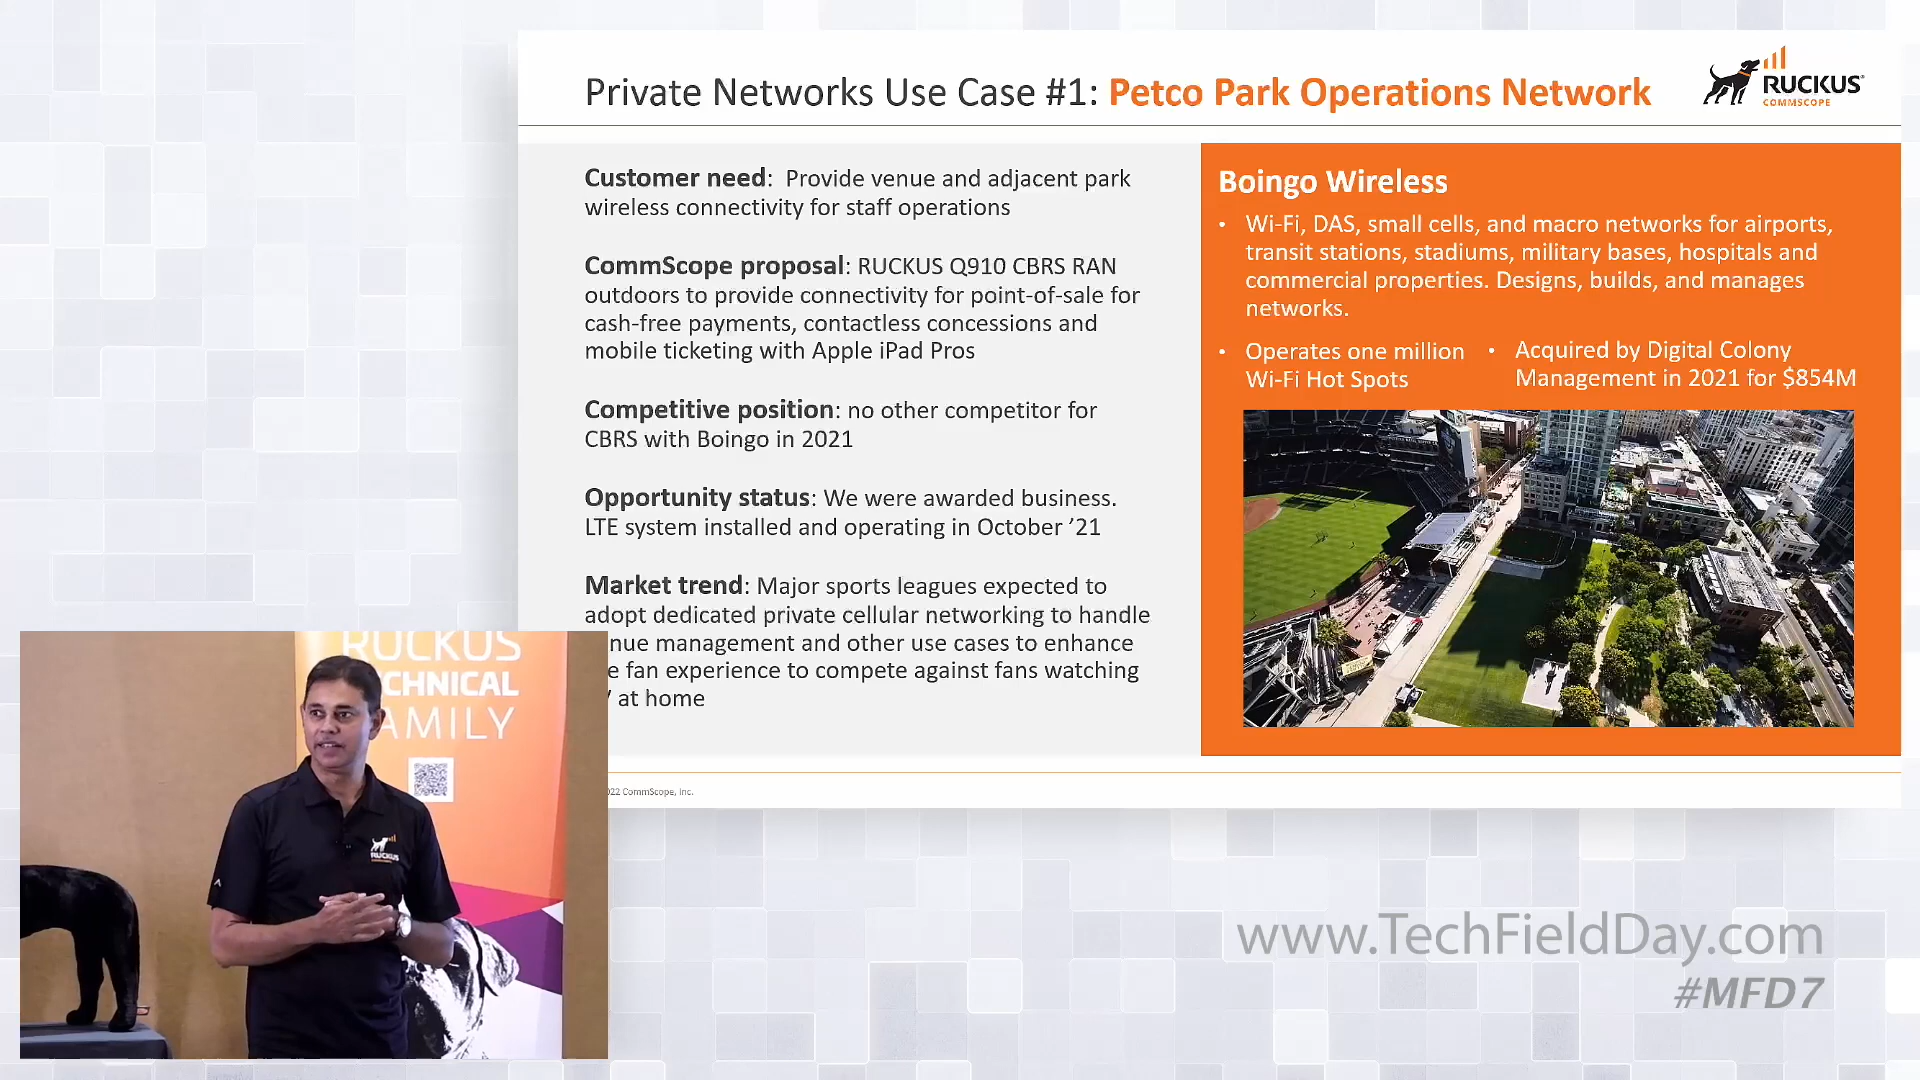 Private Networks Use Case #1: Petco Park Operations Network
RUCKUS
COMMSCOPE
Customer need: Provide venue and adjacent park
wireless connectivity for staff operations
CommScope proposal: RUCKUS Q910 CBRS RAN
outdoors to provide connectivity for point-of-sale for
cash-free payments, contactless concessions and
mobile ticketing with Apple iPad Pros
Competitive position: no other competitor for
CBRS with Boingo in 2021
Opportunity status: We were awarded business.
LTE system installed and operating in October ’21
Market trend: Major sports leagues expected to
adopt dedicated private cellular networking to handle
nue management and other use cases to enhance
e fan experience to compete against fans watching
at home
Boingo Wireless
• Wi-Fi, DAS, small cells, and macro networks for airports,
transit stations, stadiums, military bases, hospitals and
commercial properties. Designs, builds, and manages
networks.
• Operates one million
Wi-Fi Hot Spots
• Acquired by Digital Colony
Management in 2021 for $854M
22 CommScope, Inc.
RUCKUS
CHNICAL
AMILY
RUCKUS
www.TechFieldDay.com
#MFD7